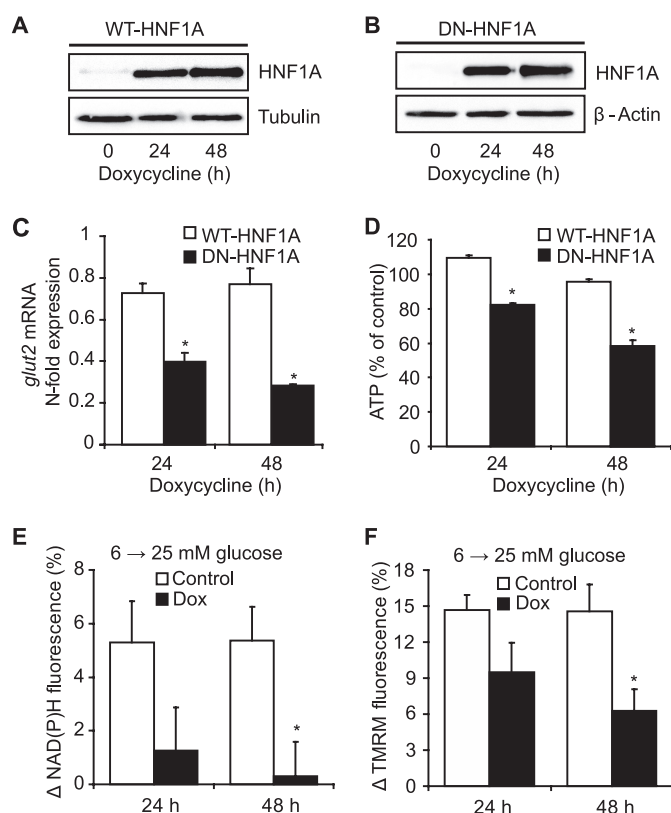 A
WT-HNF1A
HNF1A
Tubulin
0 24 48
Doxycycline (h)
B
DN-HNF1A
HNF1A
β-Actin
0 24 48
Doxycycline (h)
C
WT-HNF1A
DN-HNF1A
glut2 mRNA
N-fold expression
1
0.8
0.6
0.4
0.2
0
*
*
24 48
Doxycycline (h)
D
WT-HNF1A
DN-HNF1A
ATP (% of control)
120
100
80
60
40
20
0
*
*
24 48
Doxycycline (h)
E
6 → 25 mM glucose
Control
Dox
Δ NAD(P)H fluorescence (%)
8
6
4
2
0
*
24 h 48 h
F
6 → 25 mM glucose
Control
Dox
Δ TMRM fluorescence (%)
18
15
12
9
6
3
0
*
24 h 48 h